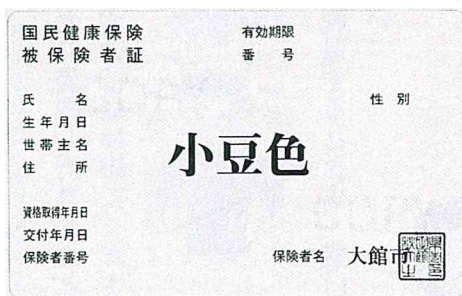 国民健康保険 有効期限
被保険者証 番号
氏名 性別
生年月日
世帯主名
小豆色
住所
資格取得年月日
交付年月日
保険者番号 保険者名 大館市